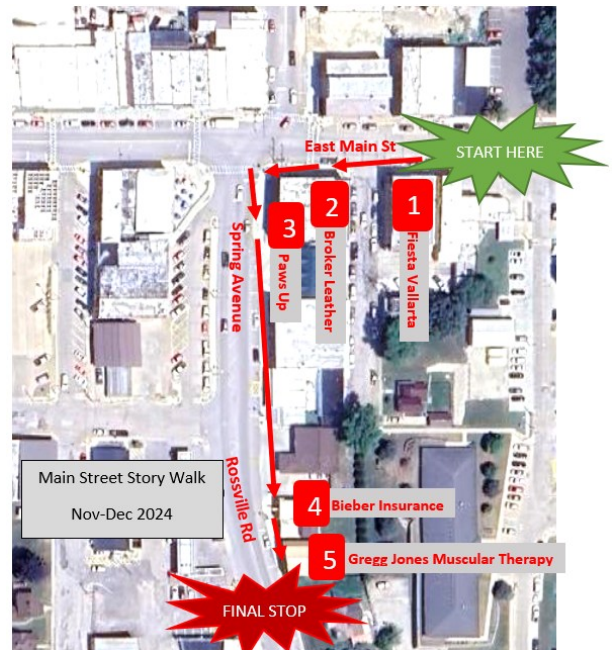 START HERE
East Main St
1
Fiesta Vallarta
2
Broker Leather
3
Paws Up
Spring Avenue
Rossville Rd
4
Bieber Insurance
5
Gregg Jones Muscular Therapy
FINAL STOP
Main Street Story Walk
Nov-Dec 2024